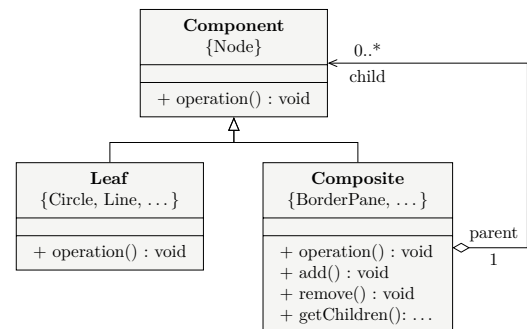 Component
{Node}
+ operation() : void
0..*
child
Leaf
{Circle, Line, ...}
+ operation() : void
Composite
{BorderPane, ...}
+ operation() : void
+ add() : void
+ remove() : void
+ getChildren(): ...
parent
1